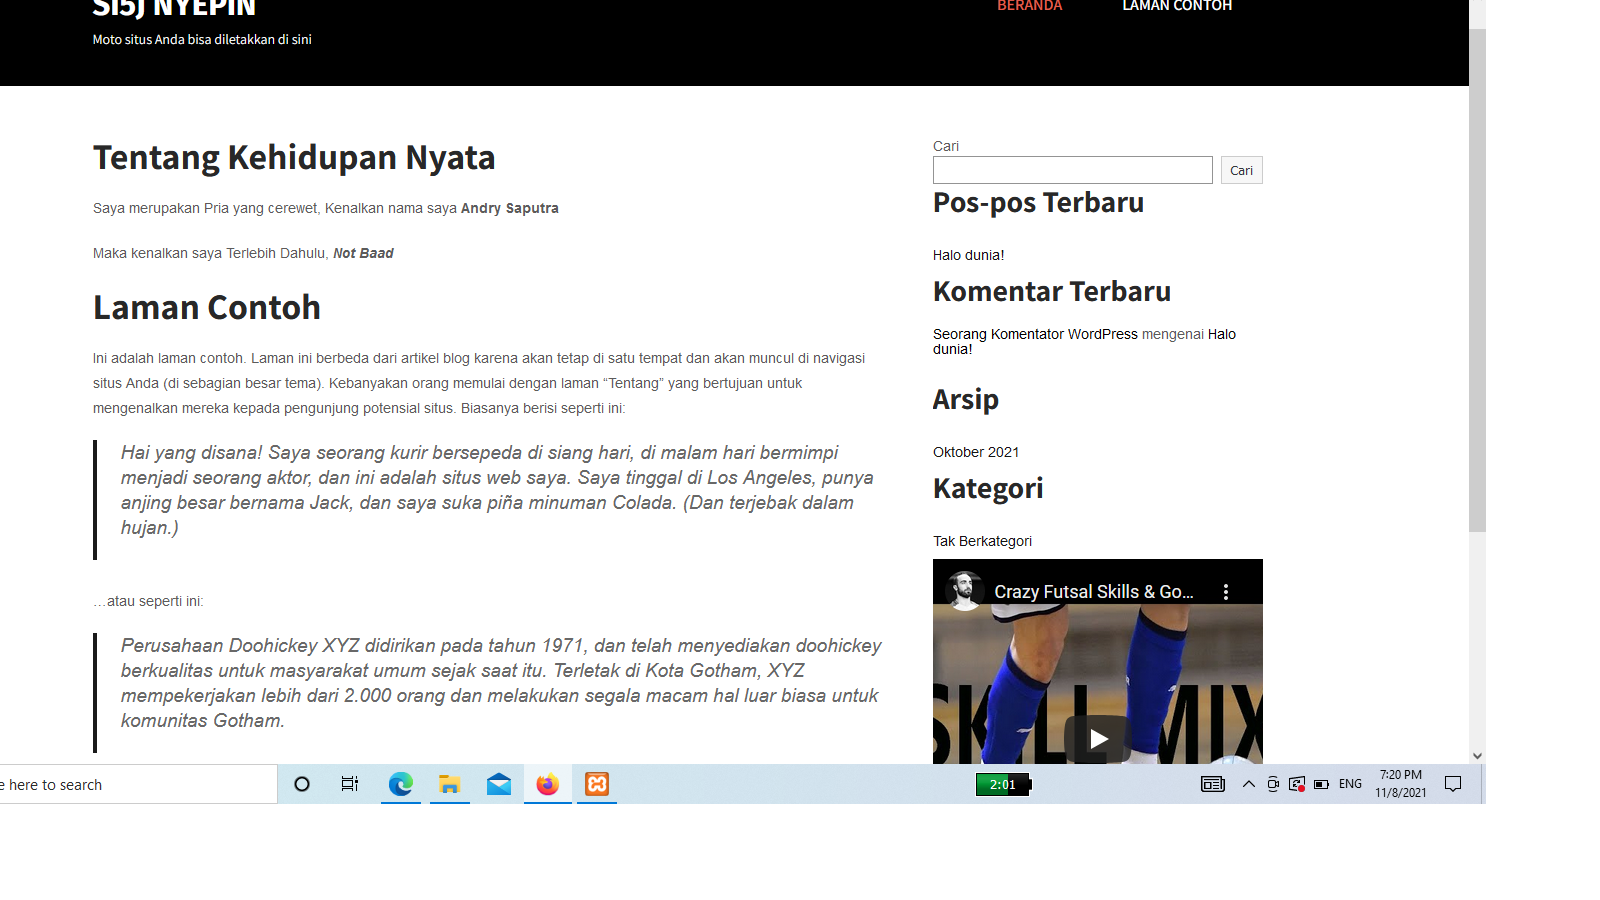 SI5J NYEPIN
BERANDA
LAMAN CONTOH
Moto situs Anda bisa diletakkan di sini
Tentang Kehidupan Nyata
Saya merupakan Pria yang cerewet, Kenalkan nama saya Andry Saputra
Maka kenalkan saya Terlebih Dahulu, Not Baad
Laman Contoh
Ini adalah laman contoh. Laman ini berbeda dari artikel blog karena akan tetap di satu tempat dan akan muncul di navigasi
situs Anda (di sebagian besar tema). Kebanyakan orang memulai dengan laman “Tentang” yang bertujuan untuk
mengenalkan mereka kepada pengunjung potensial situs. Biasanya berisi seperti ini:
Hai yang disana! Saya seorang kurir bersepeda di siang hari, di malam hari bermimpi
menjadi seorang aktor, dan ini adalah situs web saya. Saya tinggal di Los Angeles, punya
anjing besar bernama Jack, dan saya suka piña minuman Colada. (Dan terjebak dalam
hujan.)
…atau seperti ini:
Perusahaan Doohickey XYZ didirikan pada tahun 1971, dan telah menyediakan doohickey
berkualitas untuk masyarakat umum sejak saat itu. Terletak di Kota Gotham, XYZ
mempekerjakan lebih dari 2.000 orang dan melakukan segala macam hal luar biasa untuk
komunitas Gotham.
Cari
Cari
Pos-pos Terbaru
Halo dunia!
Komentar Terbaru
Seorang Komentator WordPress mengenai Halo
dunia!
Arsip
Oktober 2021
Kategori
Tak Berkategori
Crazy Futsal Skills & Go…
SKILL MIX
e here to search
2:01
ENG
7:20 PM
11/8/2021